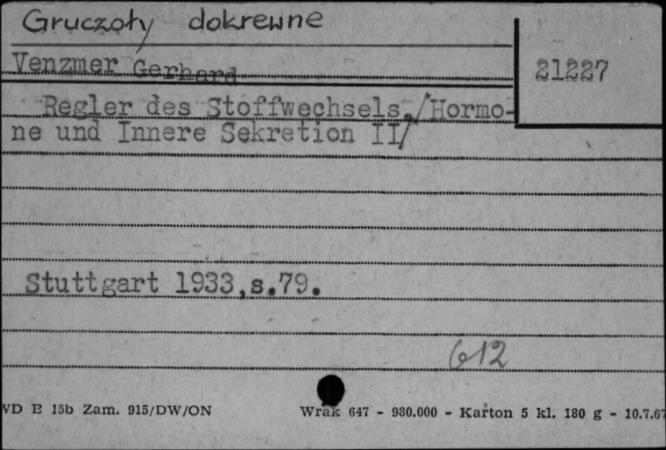 Gruczoły dokrewne
Venzmer Gerhard
21227
Regler des Stoffwechsels./Hormo-
ne und Innere Sekretion II/
Stuttgart 1933,s.79.
612
WD E 15b Zam. 915/DW/ON Wrak 647 - 980.000 - Karton 5 kl. 180 g - 10.7.67